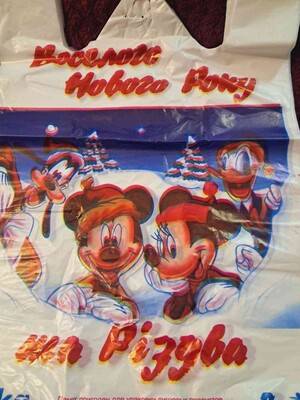 Веселого
Нового Року
та Різдва